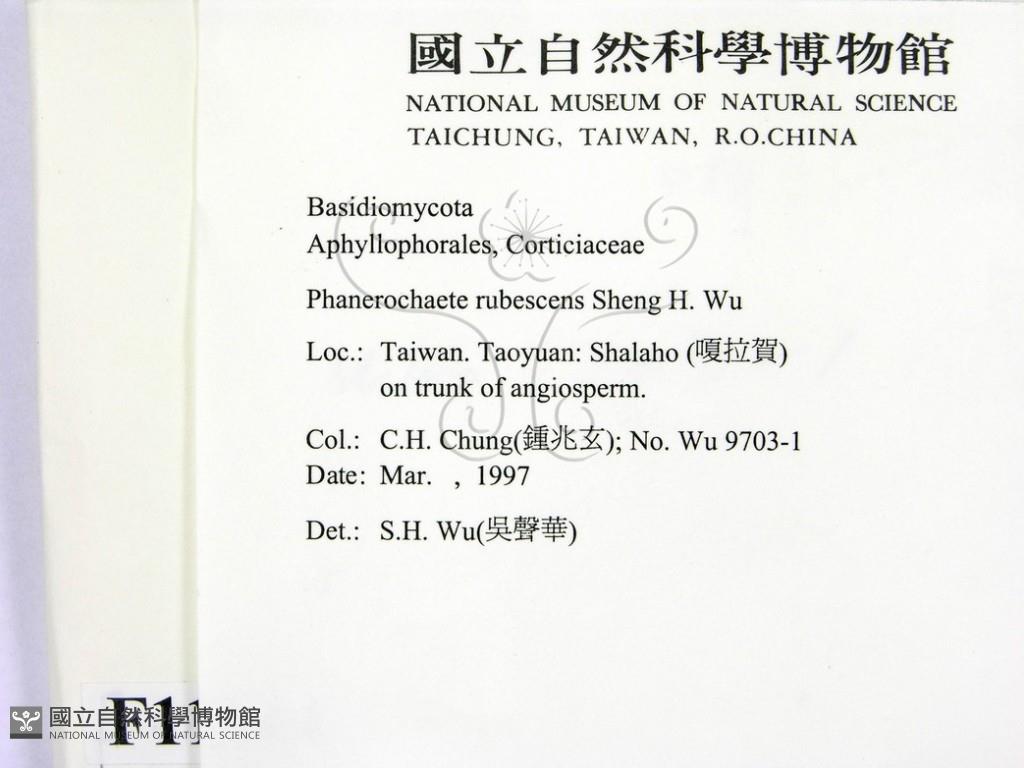 國立自然科學博物館
NATIONAL MUSEUM OF NATURAL SCIENCE
TAICHUNG, TAIWAN, R.O.CHINA
Basidiomycota
Aphyllophorales, Corticiaceae
Phanerochaete rubescens Sheng H. Wu
Loc.: Taiwan. Taoyuan: Shalaho (嘎拉賀)
on trunk of angiosperm.
Col.: C.H. Chung(鍾兆玄); No. Wu 9703-1
Date: Mar. , 1997
Det.: S.H. Wu(吳聲華)
F11
國立自然科學博物館
NATIONAL MUSEUM OF NATURAL SCIENCE